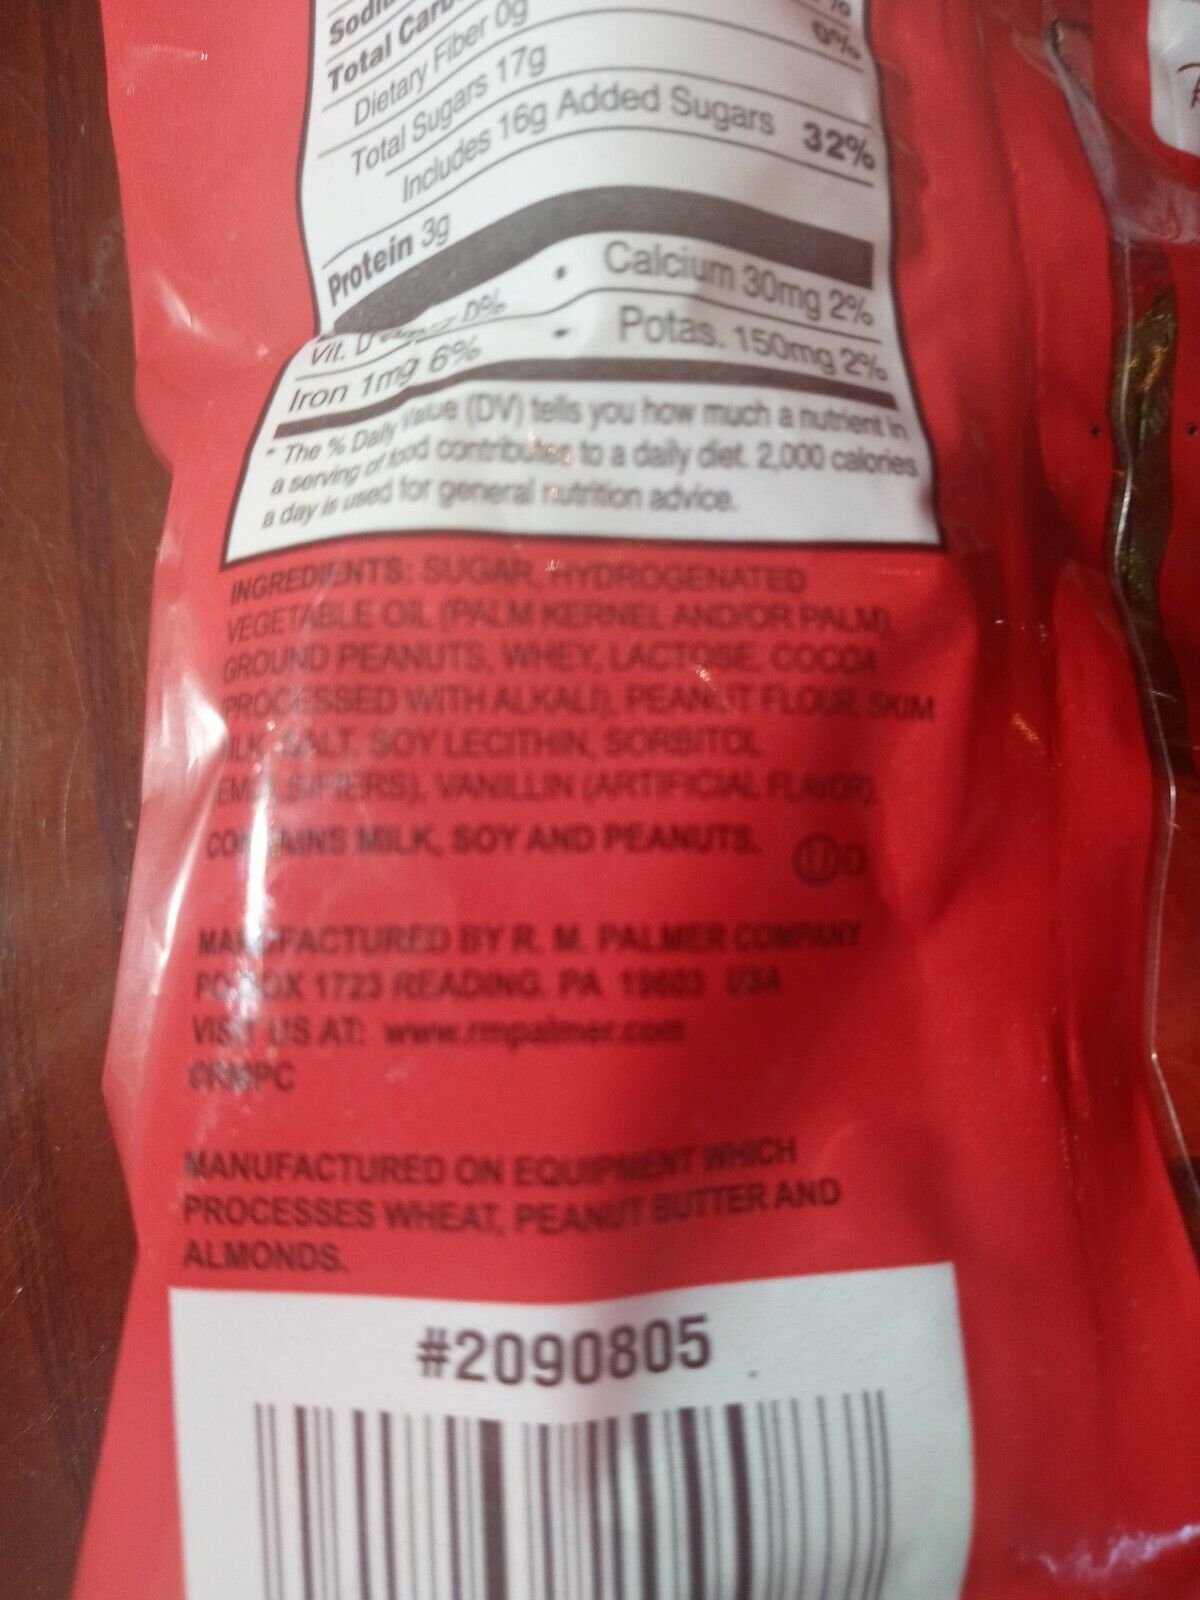 Total
Dietary Fiber 0g
Total Sugars 17g
Includes 16g Added Sugars 32%
Protein 3g
Vit. D 0%
• Calcium 30mg 2%
Iron 1mg 6%
• Potas. 150mg 2%
* The % Daily Value (DV) tells you how much a nutrient in
a serving of food contributes to a daily diet. 2,000 calories
a day is used for general nutrition advice.
INGREDIENTS: SUGAR, HYDROGENATED
VEGETABLE OIL (PALM KERNEL AND/OR PALM),
GROUND PEANUTS, WHEY, LACTOSE, COCOA
(PROCESSED WITH ALKALI), PEANUT FLOUR, SKIM
MILK, SALT, SOY LECITHIN, SORBITOL
(EMULSIFIERS), VANILLIN (ARTIFICIAL FLAVOR).
CONTAINS MILK, SOY AND PEANUTS. Ⓤ D
MANUFACTURED BY R. M. PALMER COMPANY
PO BOX 1723 READING, PA 19603 USA
VISIT US AT: www.rmpalmer.com
©RMPC
MANUFACTURED ON EQUIPMENT WHICH
PROCESSES WHEAT, PEANUT BUTTER AND
ALMONDS.
#2090805